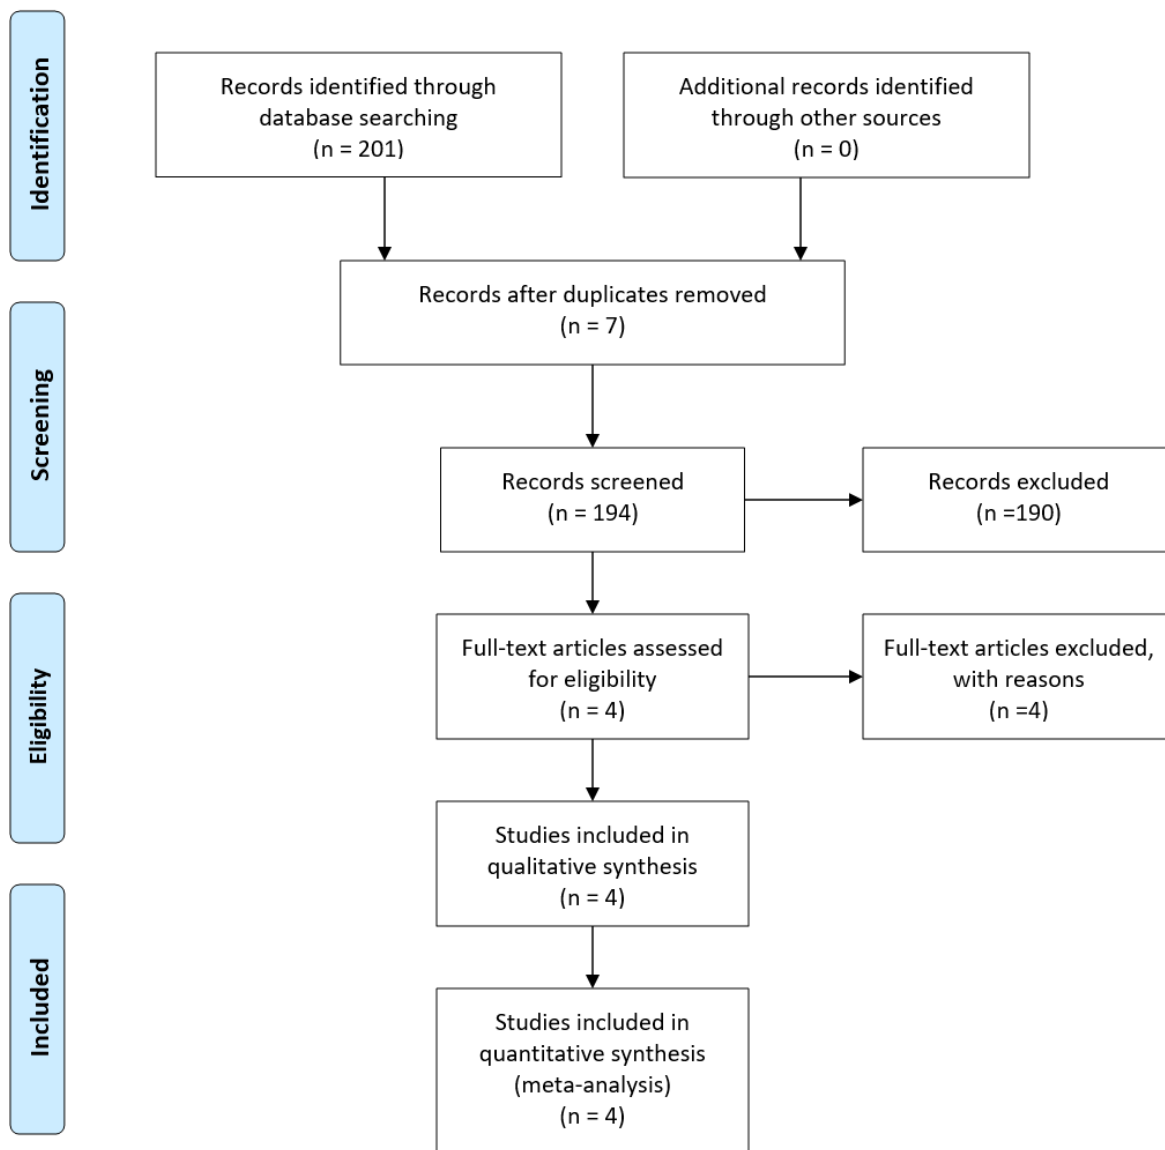 Identification
Records identified through
database searching
(n = 201)
Additional records identified
through other sources
(n = 0)
Records after duplicates removed
(n = 7)
Screening
Records screened
(n = 194)
Records excluded
(n =190)
Eligibility
Full-text articles assessed
for eligibility
(n = 4)
Full-text articles excluded,
with reasons
(n =4)
Studies included in
qualitative synthesis
(n = 4)
Included
Studies included in
quantitative synthesis
(meta-analysis)
(n = 4)